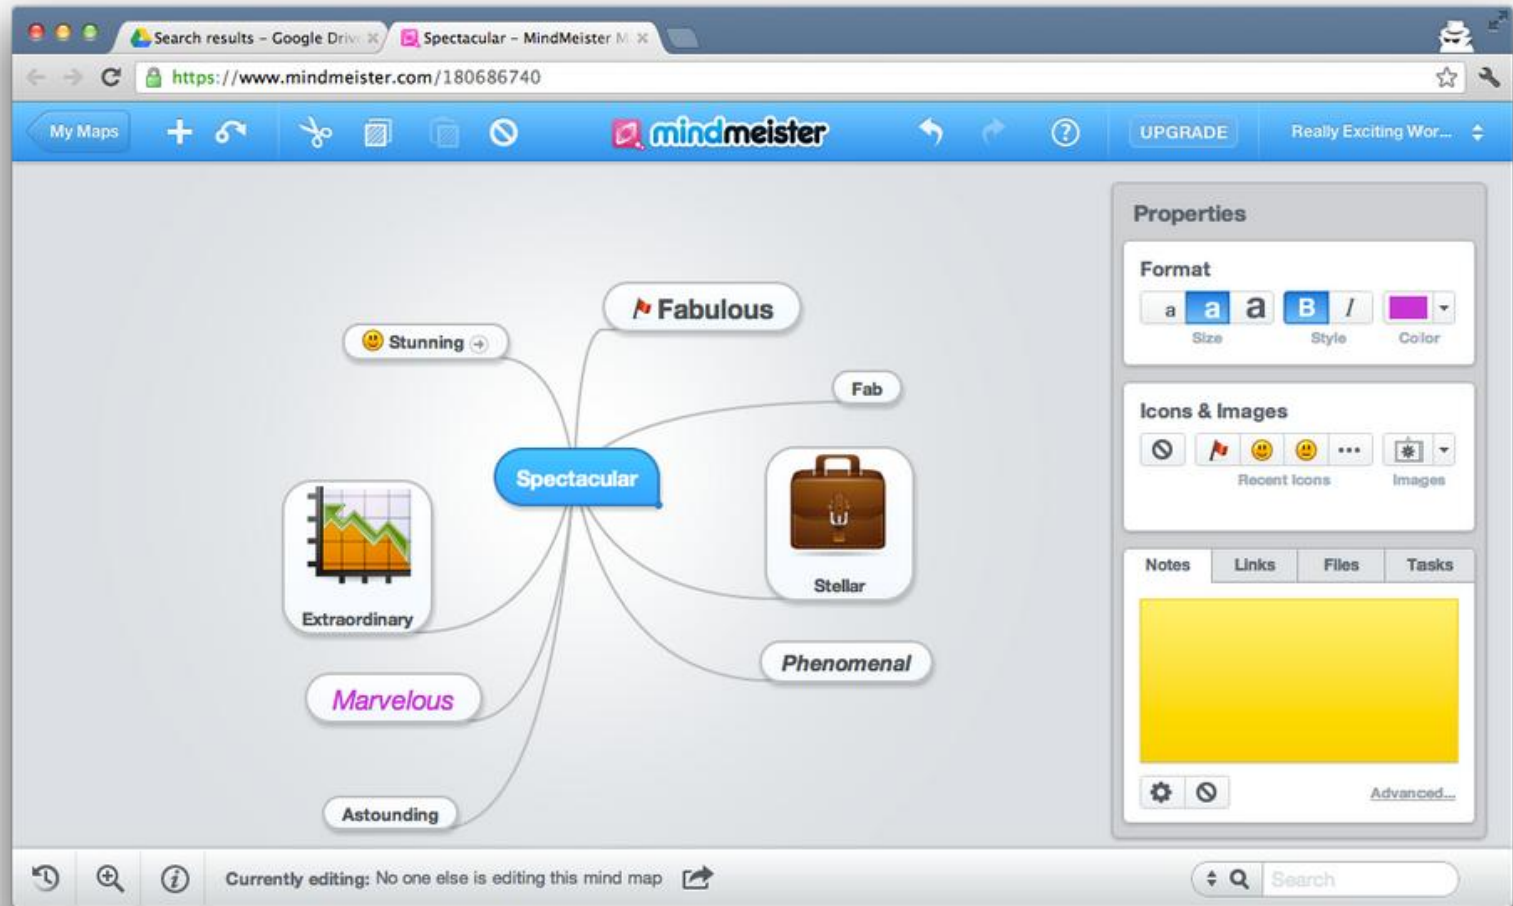 Search results – Google Driv
Spectacular – MindMeister M
https://www.mindmeister.com/180686740
My Maps
mindmeister
UPGRADE
Really Exciting Wor...
Properties
Format
a a a B I
Size Style Color
Icons & Images
Recent Icons Images
Notes Links Files Tasks
Advanced...
Fabulous
Stunning
Fab
Spectacular
Stellar
Extraordinary
Phenomenal
Marvelous
Astounding
Currently editing: No one else is editing this mind map
Search